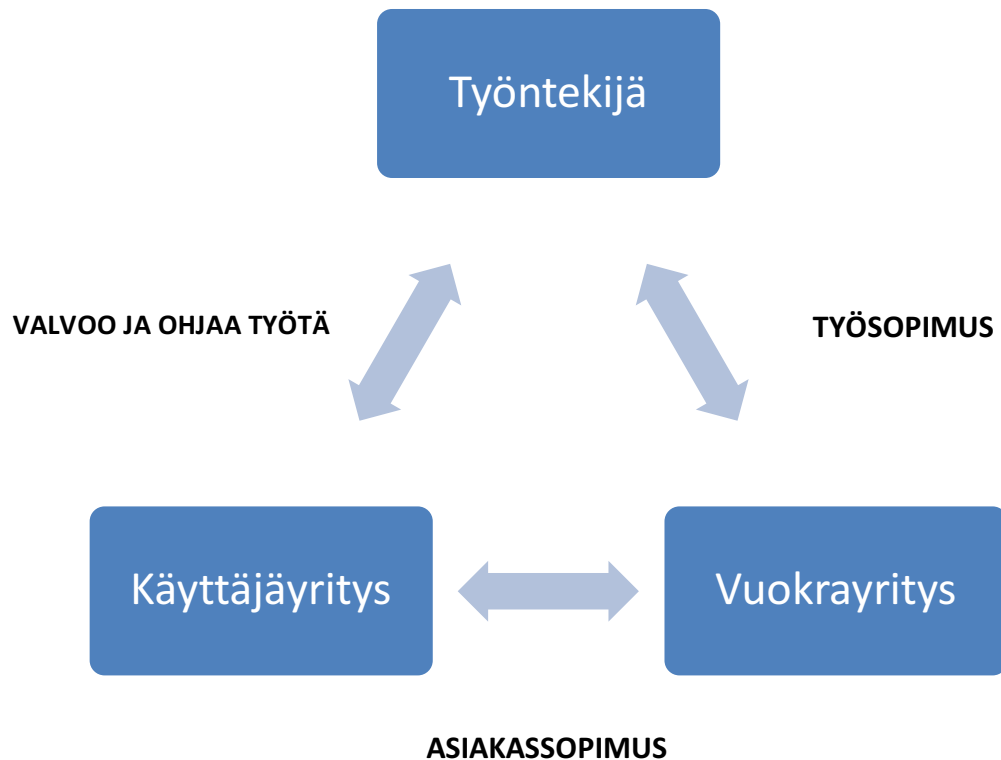 Työntekijä
VALVOO JA OHJAA TYÖTÄ
TYÖSOPIMUS
Käyttäjäyritys
Vuokrayritys
ASIAKASSOPIMUS